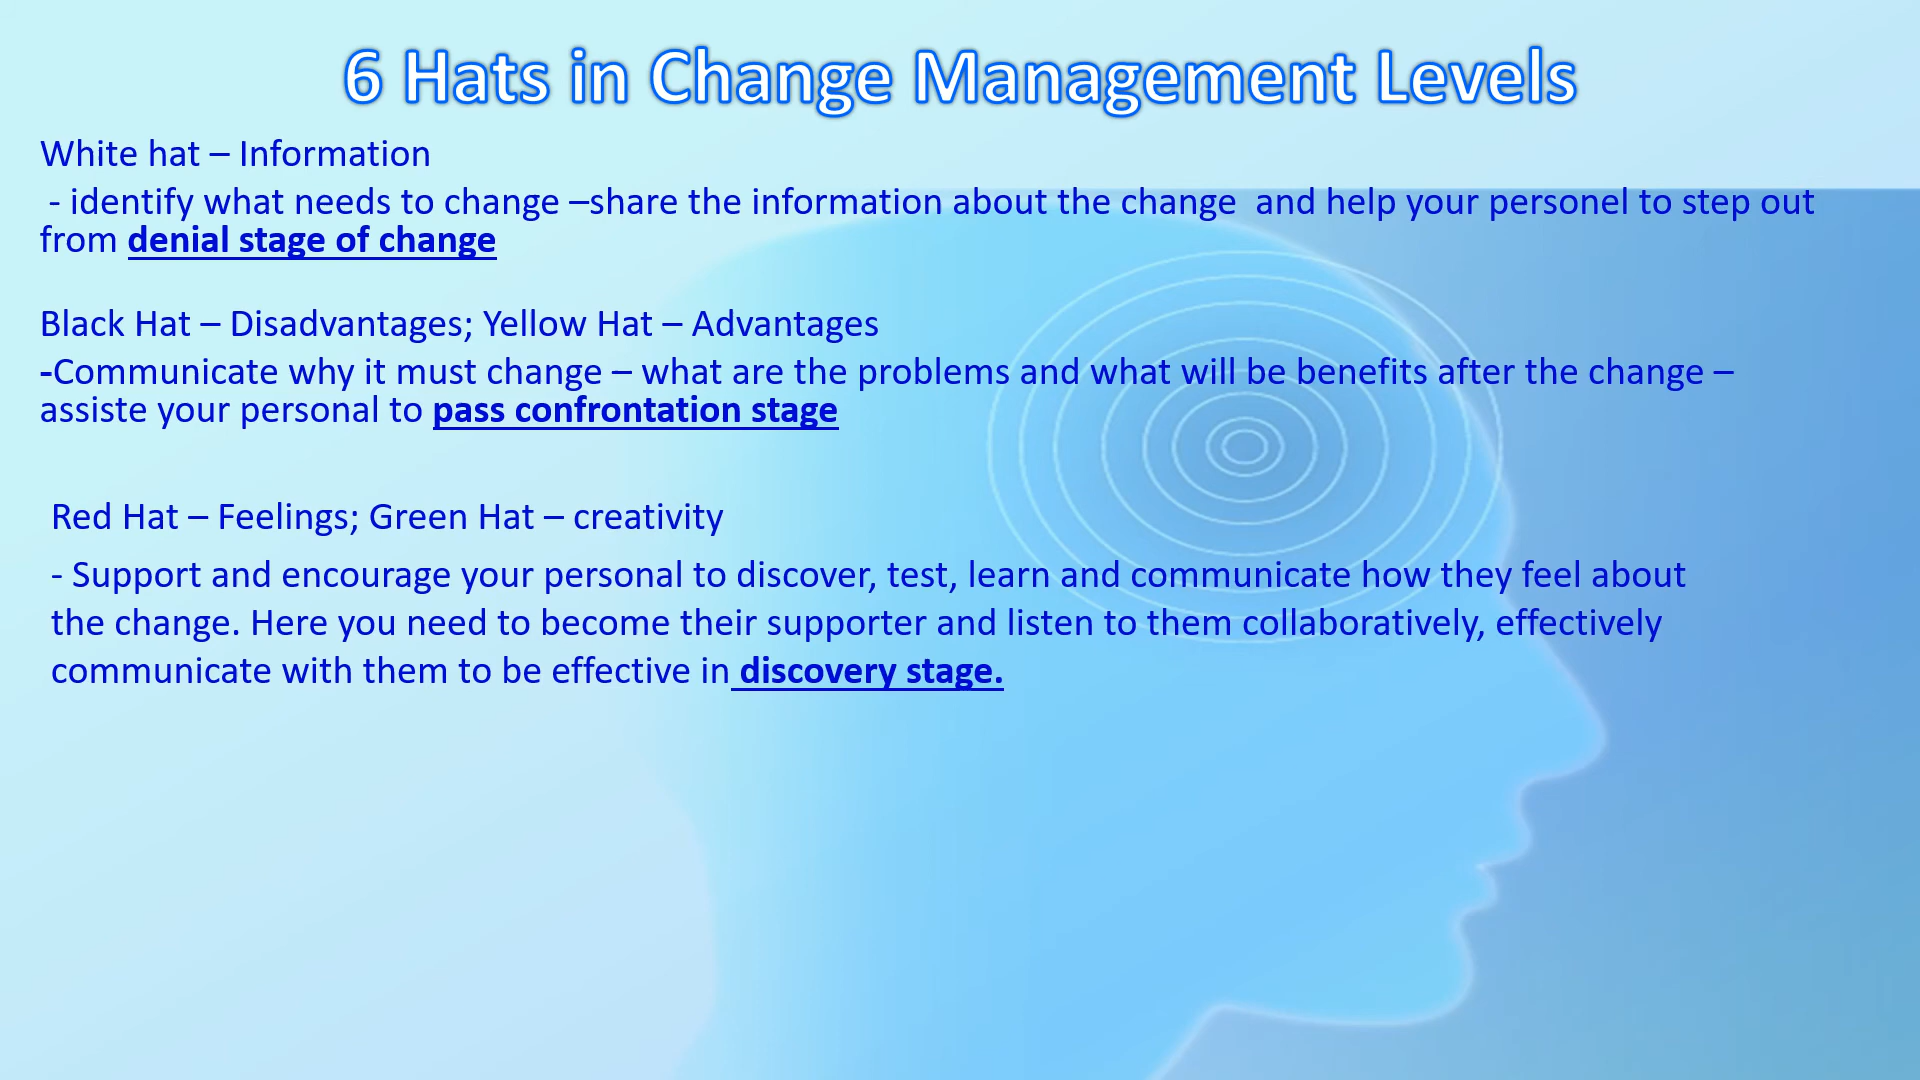 6 Hats in Change Management Levels
White hat – Information
- identify what needs to change –share the information about the change  and help your personel to step out
from denial stage of change
Black Hat – Disadvantages; Yellow Hat – Advantages
-Communicate why it must change – what are the problems and what will be benefits after the change –
assiste your personal to pass confrontation stage
Red Hat – Feelings; Green Hat – creativity
- Support and encourage your personal to discover, test, learn and communicate how they feel about
the change. Here you need to become their supporter and listen to them collaboratively, effectively
communicate with them to be effective in discovery stage.